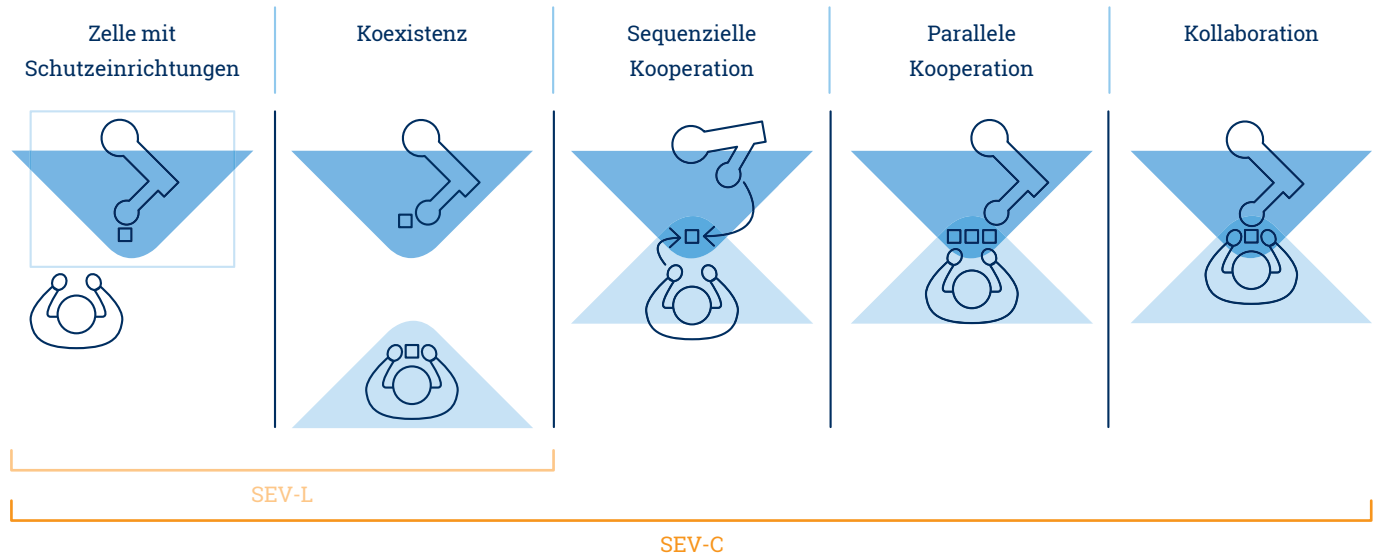 Zelle mit
Schutzeinrichtungen
Koexistenz
Sequenzielle
Kooperation
Parallele
Kooperation
Kollaboration
SEV-L
SEV-C